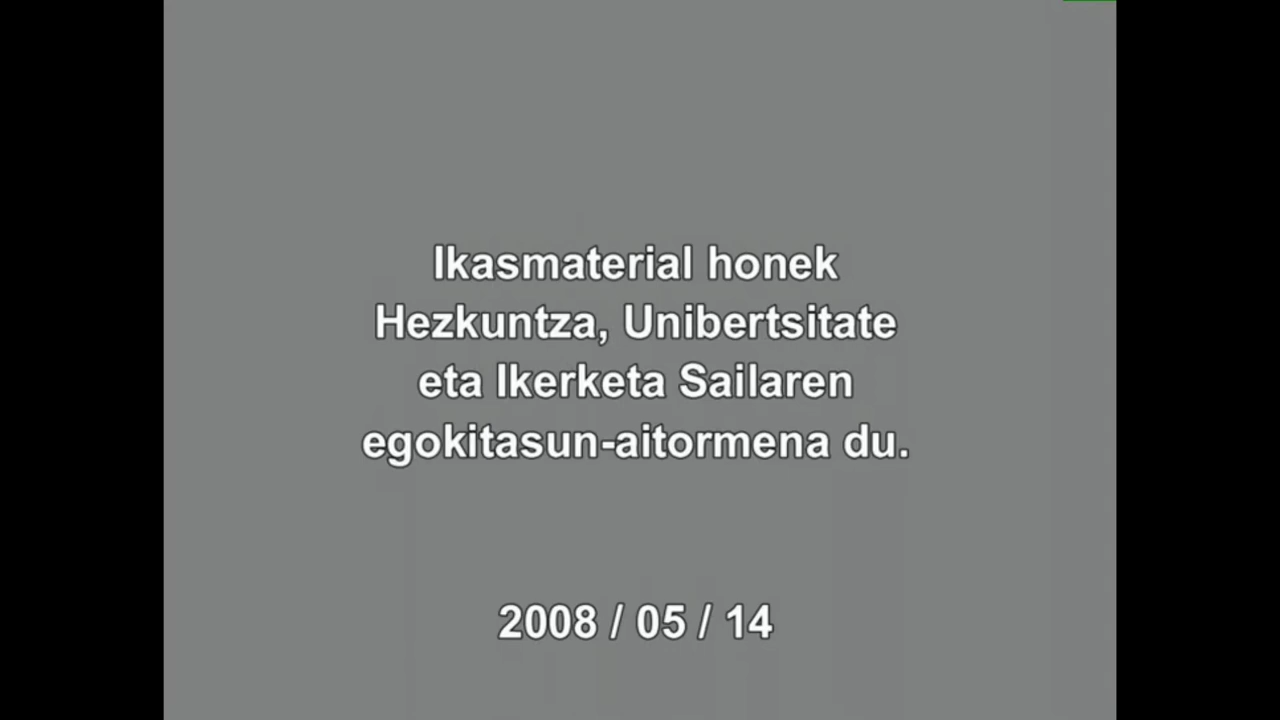 Ikasmaterial honek
Hezkuntza, Unibertsitate
eta Ikerketa Sailaren
egokitasun-aitormena du.
2008 / 05 / 14